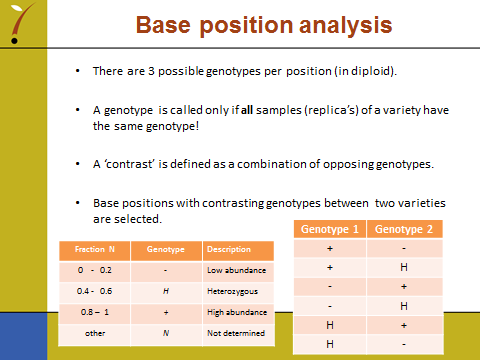 Base position analysis
• There are 3 possible genotypes per position (in diploid).
• A genotype is called only if all samples (replica's) of a variety have
the same genotype!
• A 'contrast' is defined as a combination of opposing genotypes.
• Base positions with contrasting genotypes between two varieties
are selected.
Fraction N Genotype Description
0 - 0.2 - Low abundance
0.4 - 0.6 H Heterozygous
0.8 – 1 + High abundance
other N Not determined
Genotype 1 Genotype 2
+ -
+ H
- +
- H
H +
H -